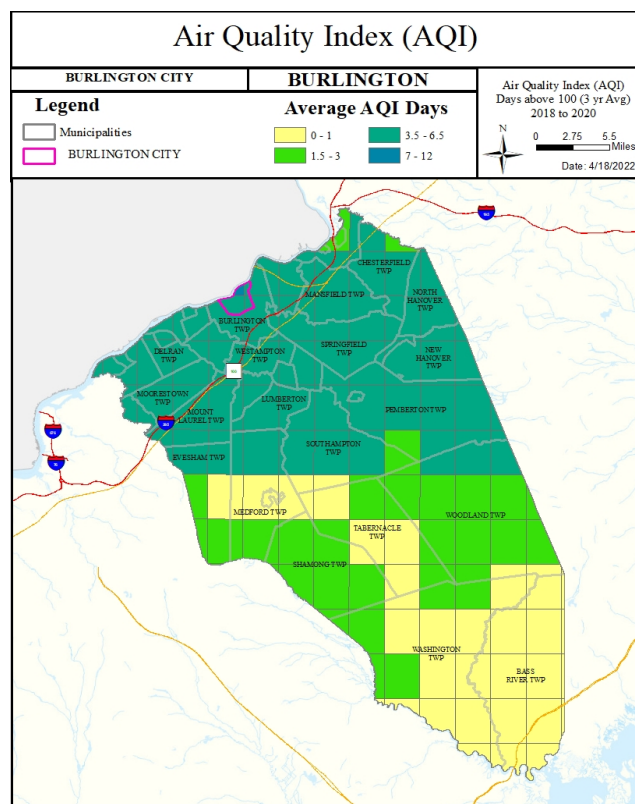 Air Quality Index (AQI)
BURLINGTON CITY
BURLINGTON
Legend
Municipalities
BURLINGTON CITY
Average AQI Days
0 - 1
3.5 - 6.5
1.5 - 3
7 - 12
Air Quality Index (AQI)
Days above 100 (3 yr Avg)
2018 to 2020
N
0 2.75 5.5
Miles
Date: 4/18/2022
CHESTERFIELD
TWP
MANSFIELD TWP
NORTH
HANOVER
TWP
BURLINGTON
TWP
DELRAN
TWP
WESTAMPTON
TWP
SPRINGFIELD
TWP
NEW
HANOVER
TWP
MOORESTOWN
TWP
LUMBERTON
TWP
MOUNT
LAUREL TWP
PEMBERTON TWP
SOUTHAMPTON
TWP
EVESHAM TWP
MEDFORD TWP
WOODLAND TWP
TABERNACLE
TWP
SHAMONG TWP
WASHINGTON
TWP
BASS
RIVER TWP